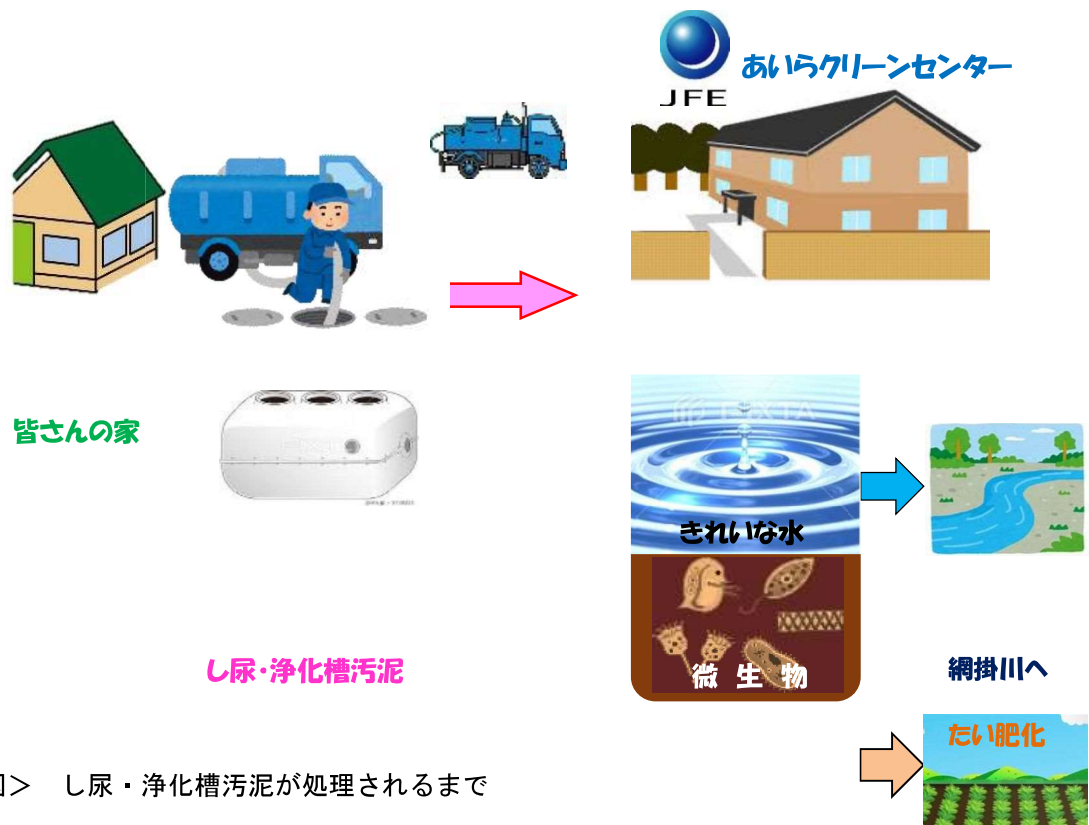 JFE
あいらクリーンセンター
皆さんの家
PIXTA
きれいな水
し尿・浄化槽汚泥
微生物
網掛川へ
たい肥化
＞　し尿・浄化槽汚泥が処理されるまで